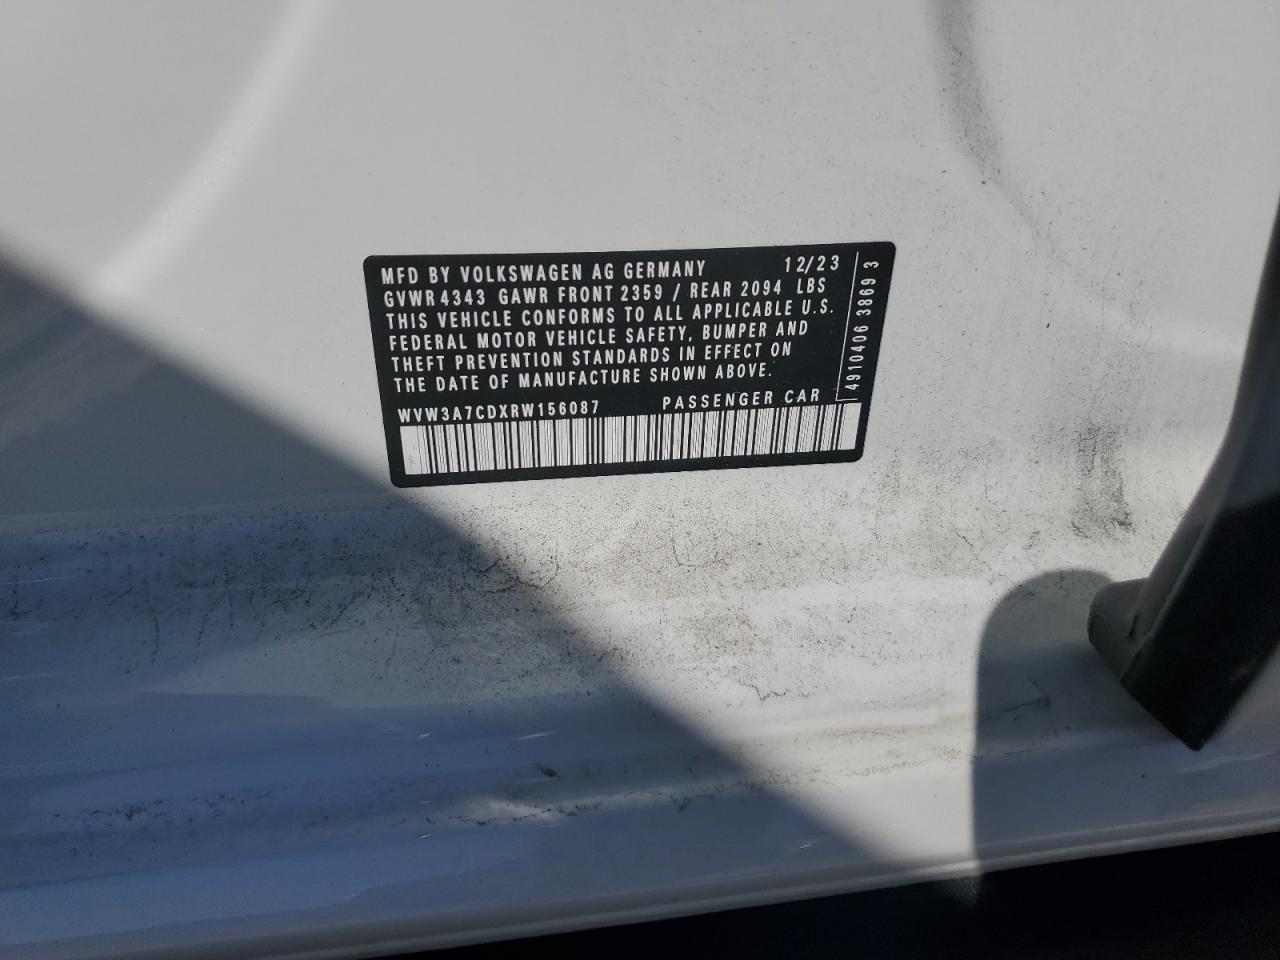 MFD BY VOLKSWAGEN AG GERMANY 12/23
GVWR 4343 GAWR FRONT 2359 / REAR 2094 LBS
THIS VEHICLE CONFORMS TO ALL APPLICABLE U.S.
FEDERAL MOTOR VEHICLE SAFETY, BUMPER AND
THEFT PREVENTION STANDARDS IN EFFECT ON
THE DATE OF MANUFACTURE SHOWN ABOVE.
WVW3A7CDXRW156087 PASSENGER CAR
4910406 3869 3